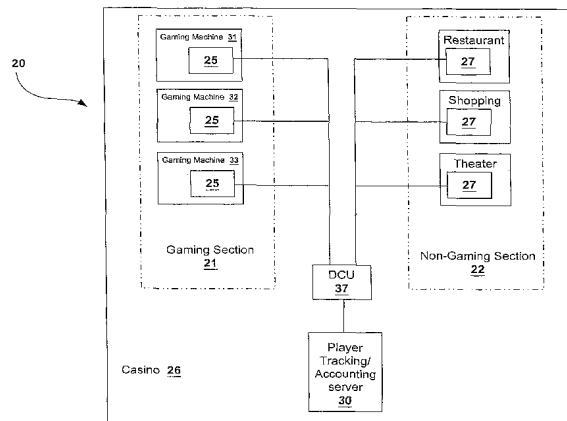 20
Gaming Machine 31
25
Gaming Machine 32
25
Gaming Machine 33
25
Gaming Section
21
Restaurant
27
Shopping
27
Theater
27
Non-Gaming Section
22
DCU
37
Player
Tracking/
Accounting
server
30
Casino 26